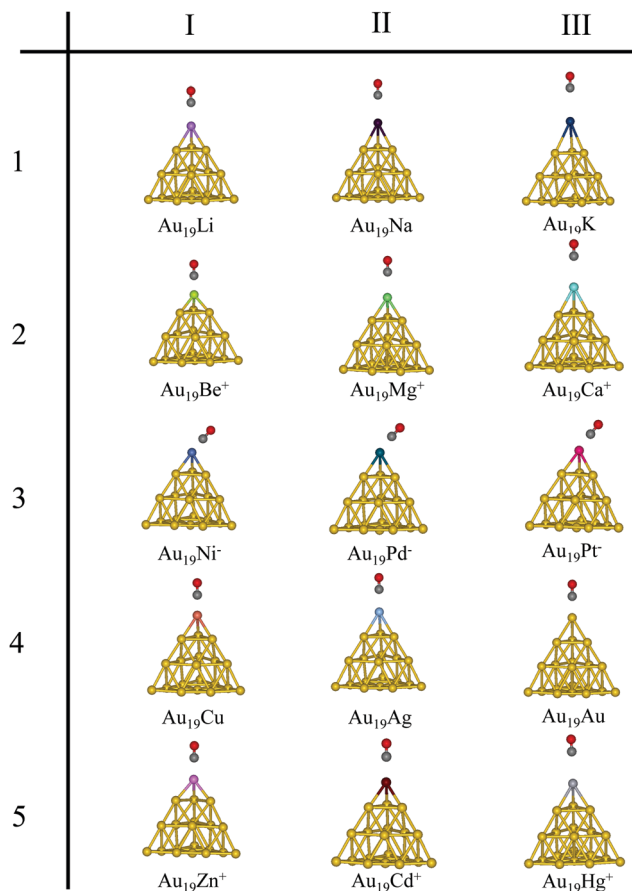 I II III
1
Au₁₉Li Au₁₉Na Au₁₉K
2
Au₁₉Be⁺ Au₁₉Mg⁺ Au₁₉Ca⁺
3
Au₁₉Ni⁻ Au₁₉Pd⁻ Au₁₉Pt⁻
4
Au₁₉Cu Au₁₉Ag Au₁₉Au
5
Au₁₉Zn⁺ Au₁₉Cd⁺ Au₁₉Hg⁺